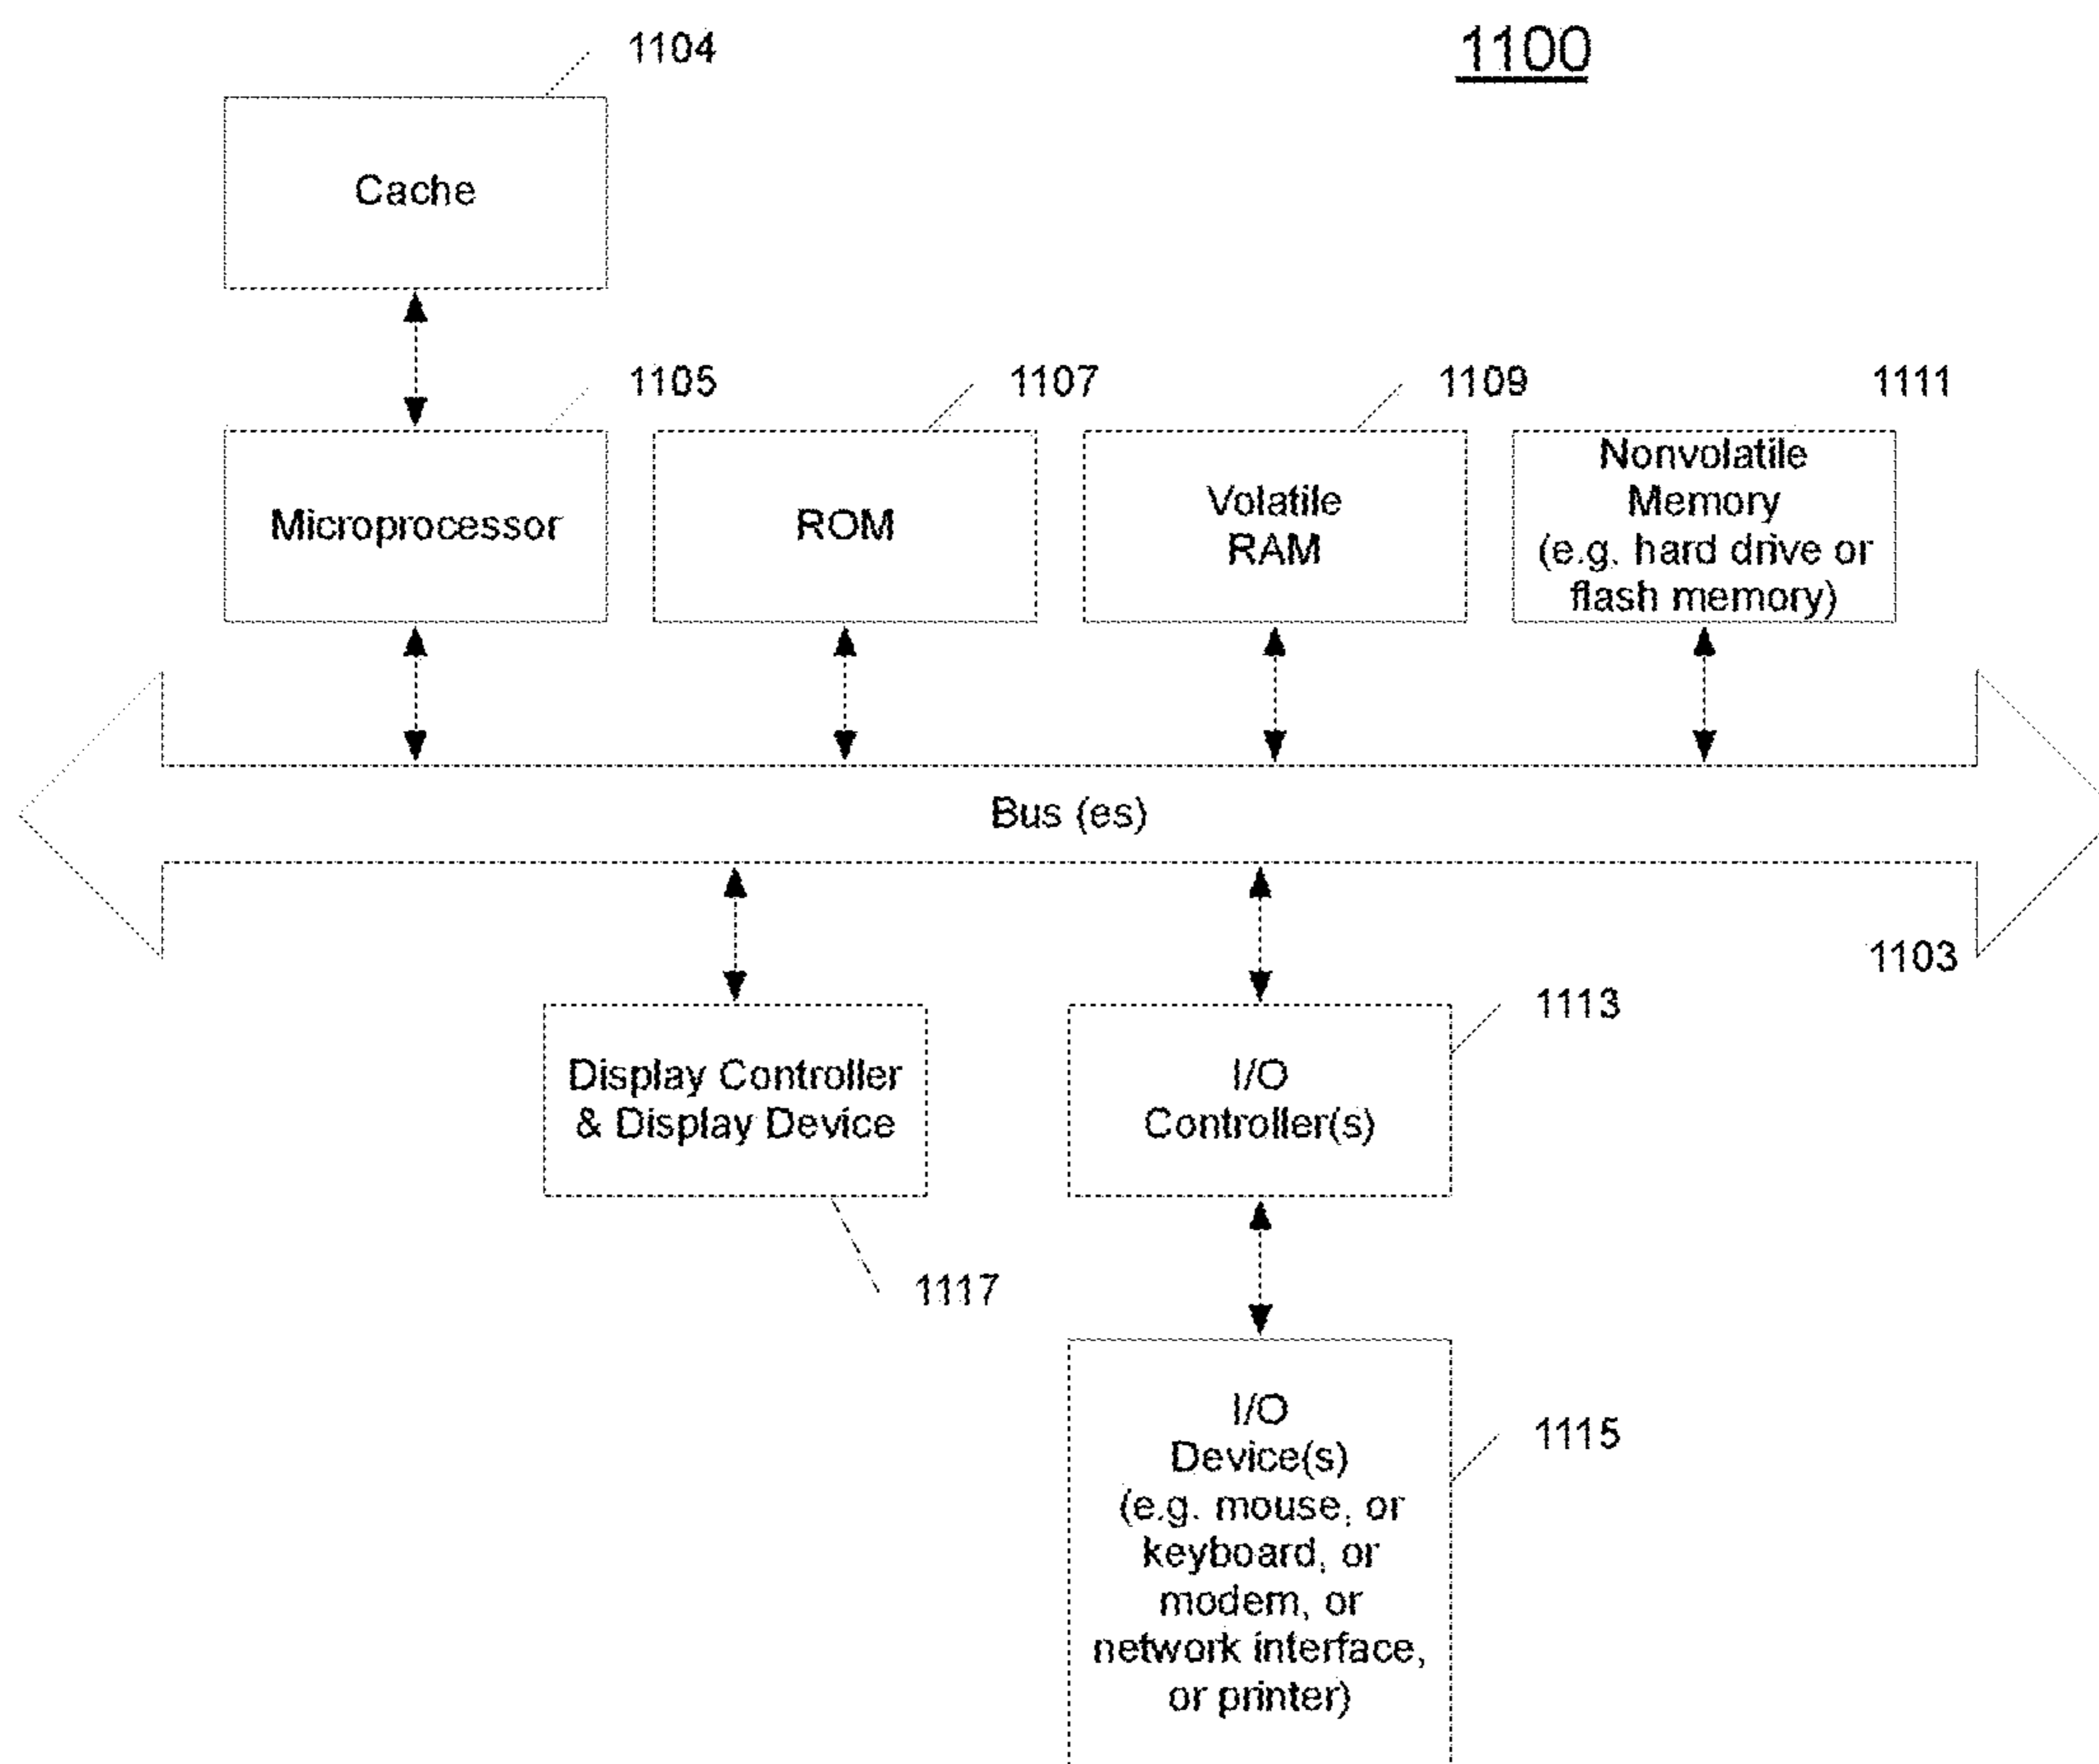 1104
1100
Cache
1105
1107
1109
1111
Microprocessor
ROM
Volatile
RAM
Nonvolatile
Memory
(e.g. hard drive or
flash memory)
Bus (es)
1103
1113
Display Controller
& Display Device
I/O
Controller(s)
1117
I/O
Device(s)
(e.g. mouse, or
keyboard, or
modem, or
network interface,
or printer)
1115